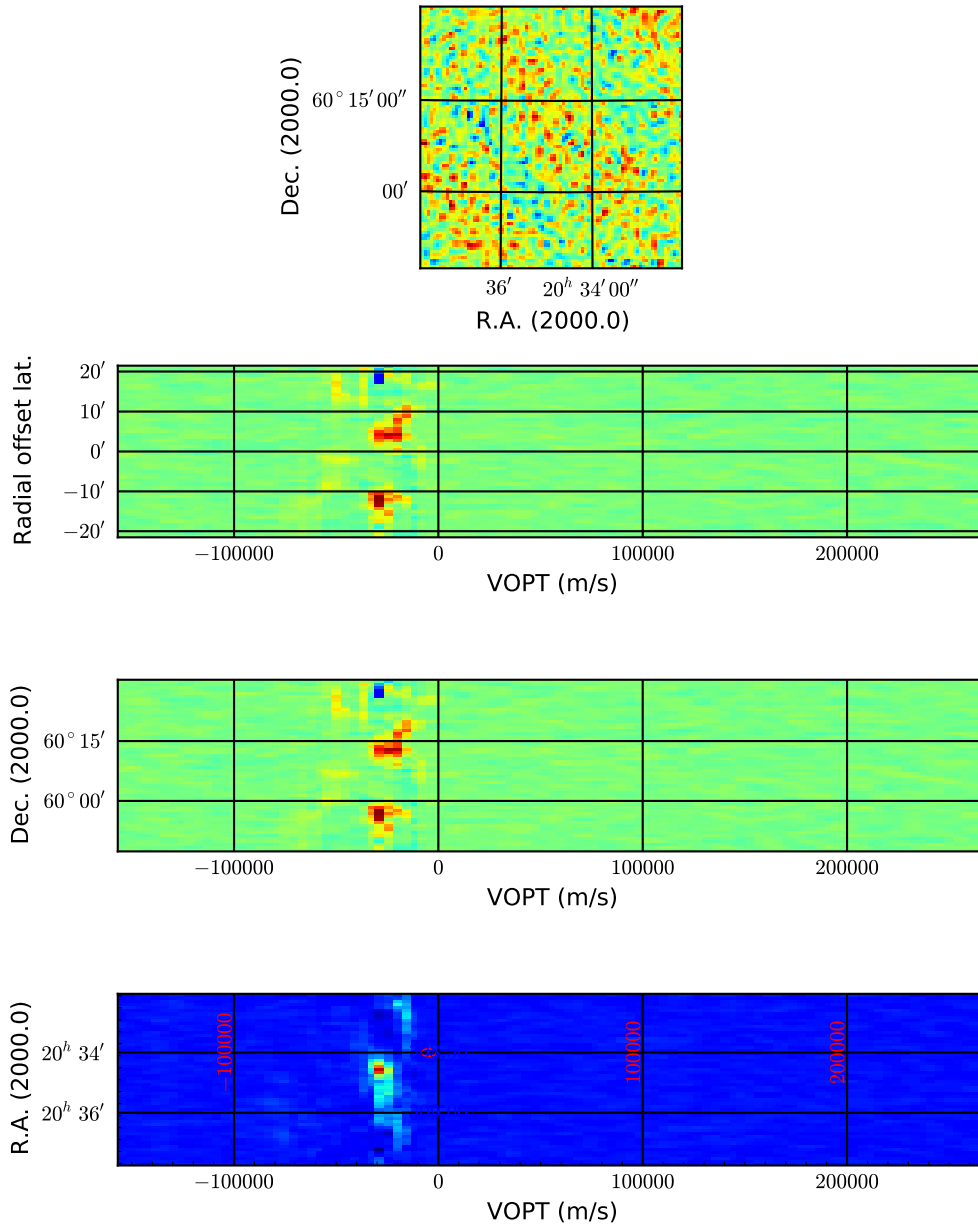 Dec. (2000.0)
60° 15′ 00″
00′
36′
20h 34′ 00″
R.A. (2000.0)
Radial offset lat.
20′
10′
0′
−10′
−20′
−100000
0
100000
200000
VOPT (m/s)
Dec. (2000.0)
60° 15′
60° 00′
−100000
0
100000
200000
VOPT (m/s)
R.A. (2000.0)
20h 34′
20h 36′
−100000
0
100000
200000
−100000
0
100000
200000
VOPT (m/s)